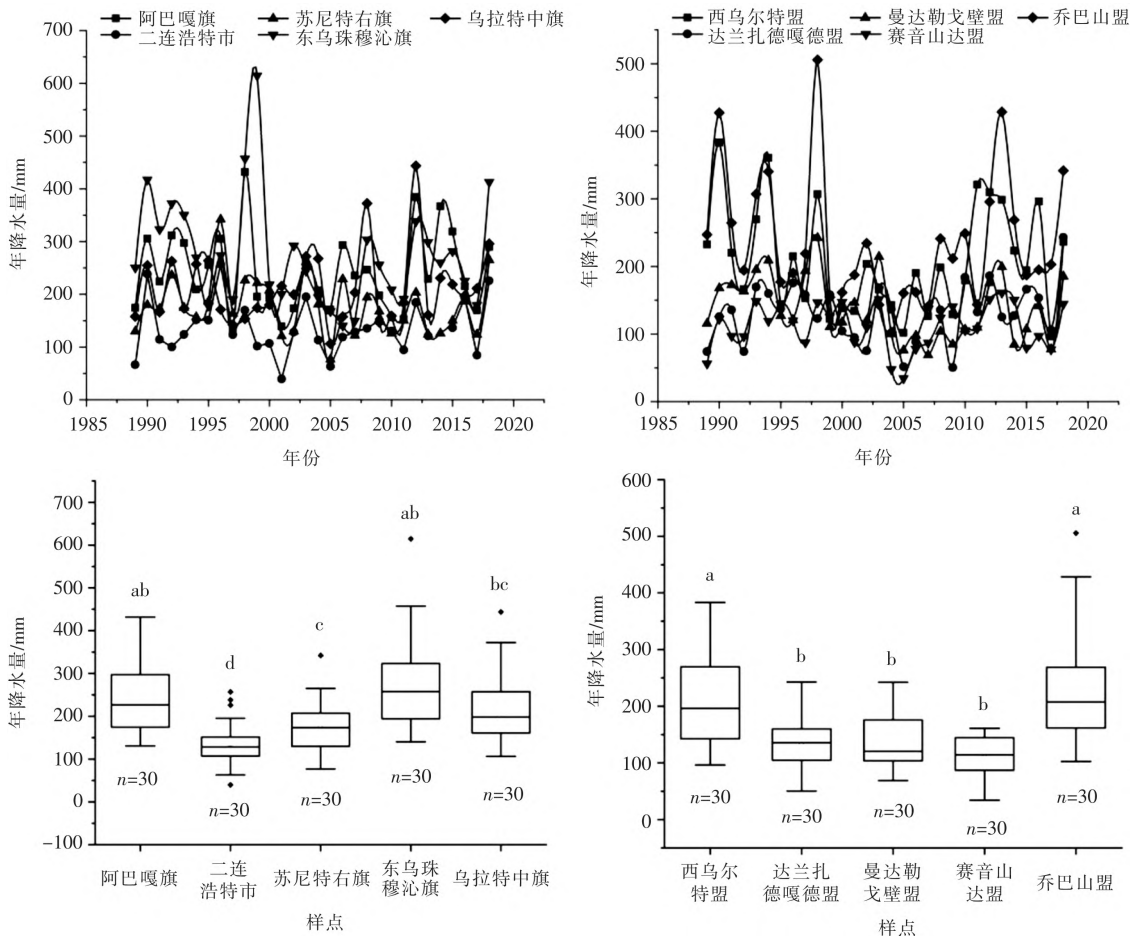 阿巴嘎旗 苏尼特右旗 乌拉特中旗
二连浩特市 东乌珠穆沁旗
700
600
500
400
300
200
100
0
年降水量/mm
1985 1990 1995 2000 2005 2010 2015 2020
年份
西乌尔特盟 曼达勒戈壁盟 乔巴山盟
达兰扎德嘎德盟 赛音山达盟
500
400
300
200
100
0
年降水量/mm
1985 1990 1995 2000 2005 2010 2015 2020
年份
700
600
500
400
300
200
100
0
-100
年降水量/mm
ab d c ab bc
n=30 n=30 n=30 n=30 n=30
阿巴嘎旗 二连浩特市 苏尼特右旗 东乌珠穆沁旗 乌拉特中旗
样点
600
500
400
300
200
100
0
年降水量/mm
a b b b a
n=30 n=30 n=30 n=30 n=30
西乌尔特盟 达兰扎德嘎德盟 曼达勒戈壁盟 赛音山达盟 乔巴山盟
样点